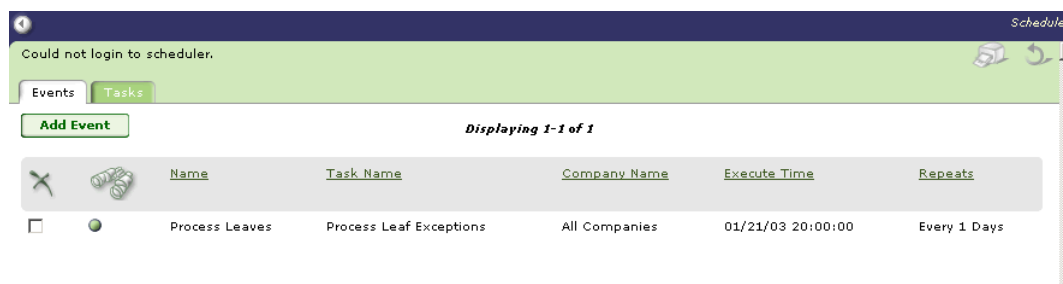 Schedule
Could not login to scheduler.
Events Tasks
Add Event Displaying 1-1 of 1
Name Task Name Company Name Execute Time Repeats
Process Leaves Process Leaf Exceptions All Companies 01/21/03 20:00:00 Every 1 Days